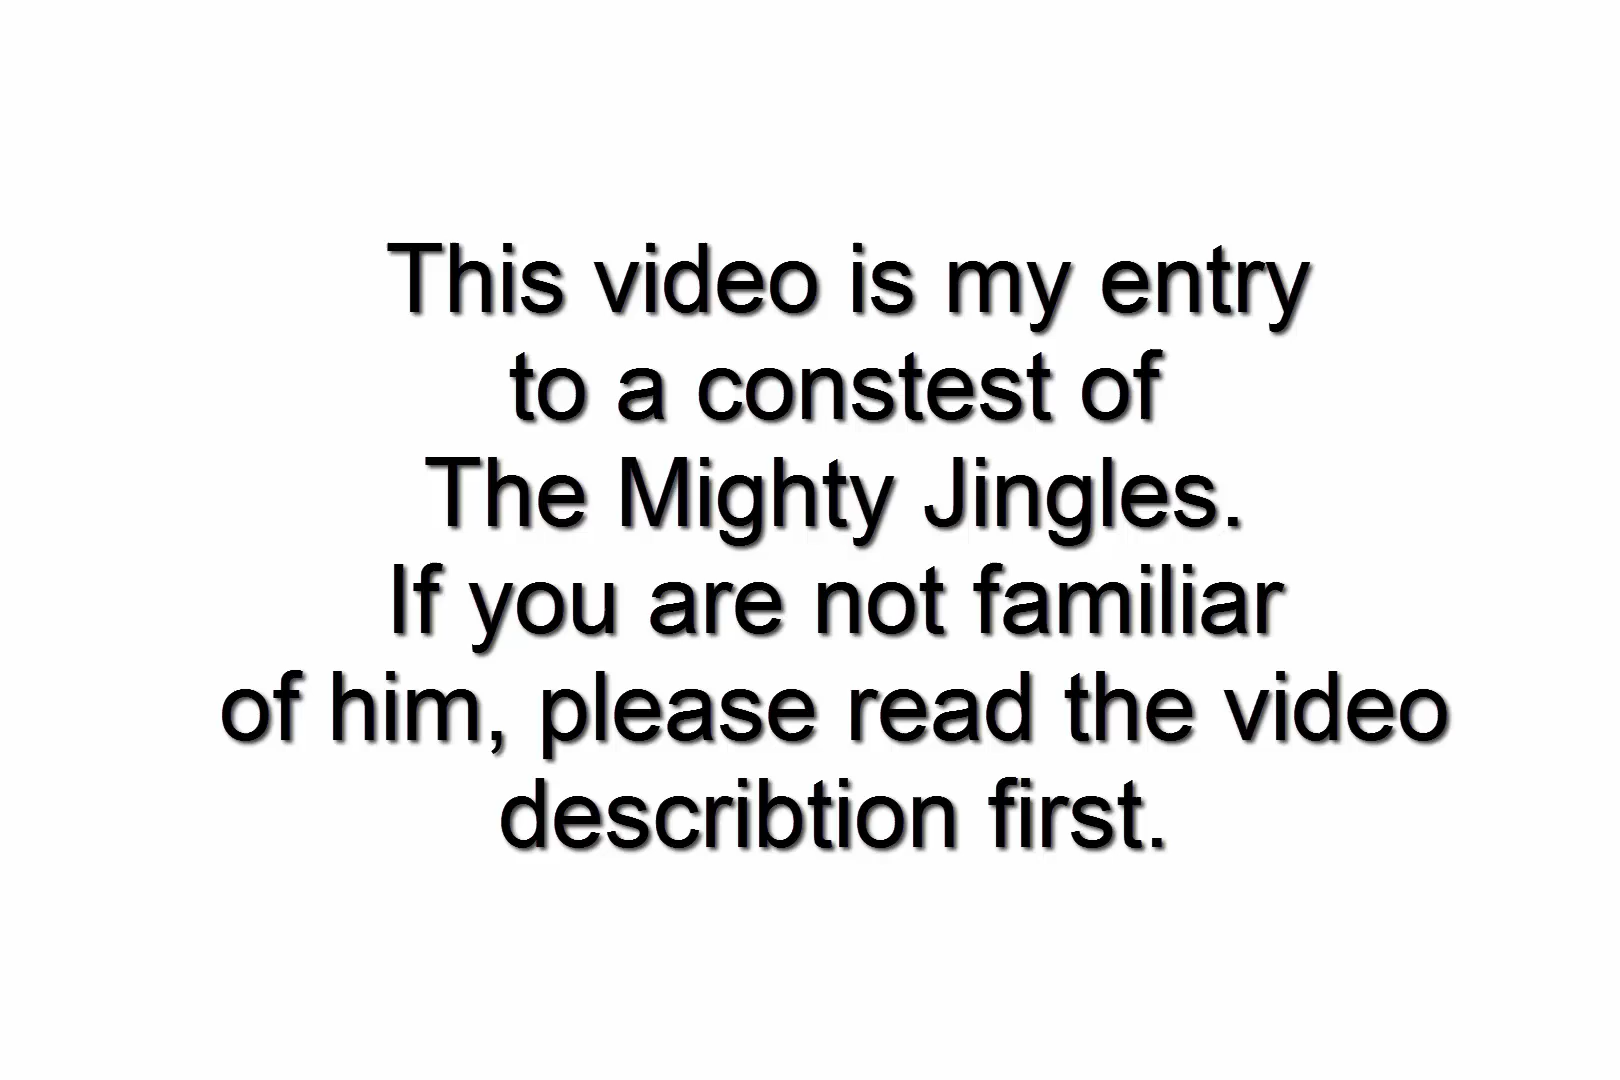 This video is my entry
to a constest of
The Mighty Jingles.
If you are not familiar
of him, please read the video
describtion first.